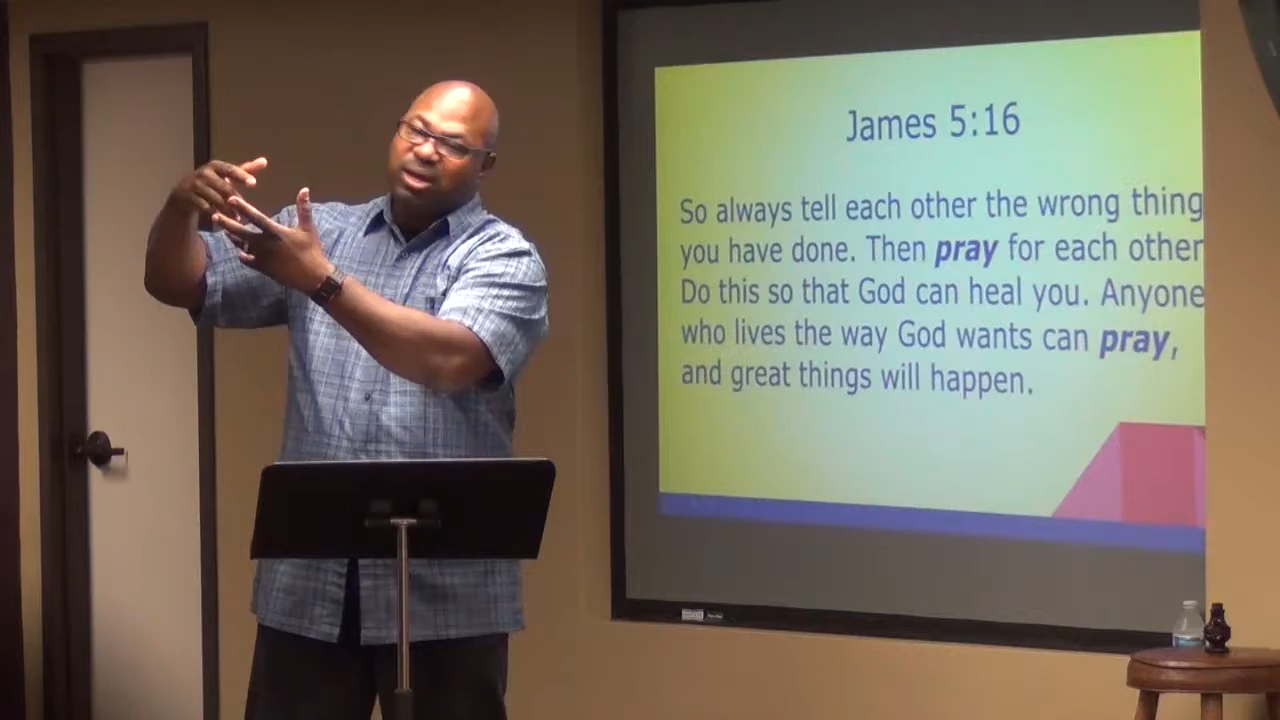 James 5:16
So always tell each other the wrong thing
you have done. Then pray for each other
Do this so that God can heal you. Anyone
who lives the way God wants can pray,
and great things will happen.